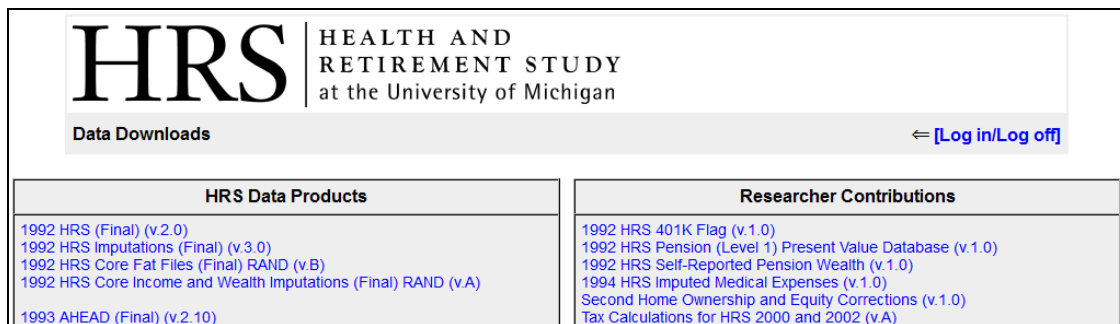 HRS
HEALTH AND
RETIREMENT STUDY
at the University of Michigan
Data Downloads
⇐ [Log in/Log off]
HRS Data Products
1992 HRS (Final) (v.2.0)
1992 HRS Imputations (Final) (v.3.0)
1992 HRS Core Fat Files (Final) RAND (v.B)
1992 HRS Core Income and Wealth Imputations (Final) RAND (v.A)
1993 AHEAD (Final) (v.2.10)
Researcher Contributions
1992 HRS 401K Flag (v.1.0)
1992 HRS Pension (Level 1) Present Value Database (v.1.0)
1992 HRS Self-Reported Pension Wealth (v.1.0)
1994 HRS Imputed Medical Expenses (v.1.0)
Second Home Ownership and Equity Corrections (v.1.0)
Tax Calculations for HRS 2000 and 2002 (v.A)